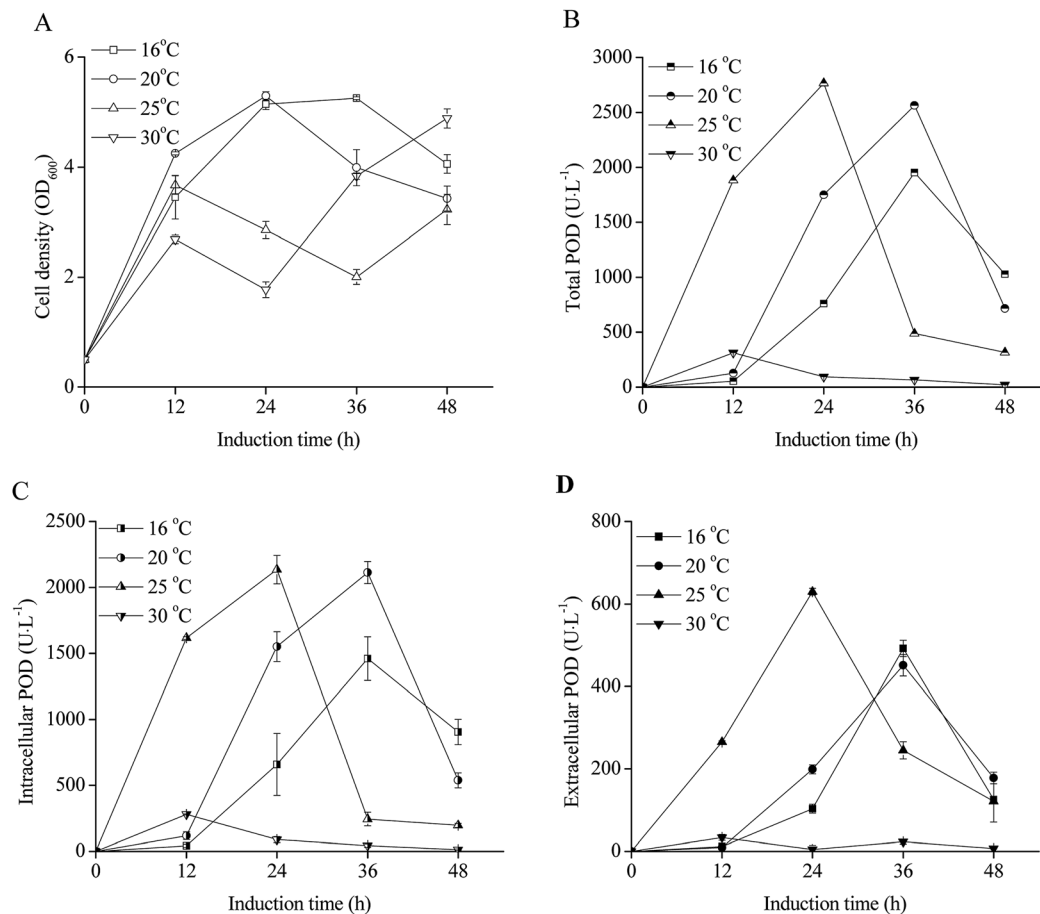 A
16°C
20°C
25°C
30°C
6
4
2
0
Cell density (OD600)
0 12 24 36 48
Induction time (h)
B
16 °C
20 °C
25 °C
30 °C
3000
2500
2000
1500
1000
500
0
Total POD (U·L-1)
0 12 24 36 48
Induction time (h)
C
16 °C
20 °C
25 °C
30 °C
2500
2000
1500
1000
500
0
Intracellular POD (U·L-1)
0 12 24 36 48
Induction time (h)
D
16 °C
20 °C
25 °C
30 °C
800
600
400
200
0
Extracellular POD (U·L-1)
0 12 24 36 48
Induction time (h)